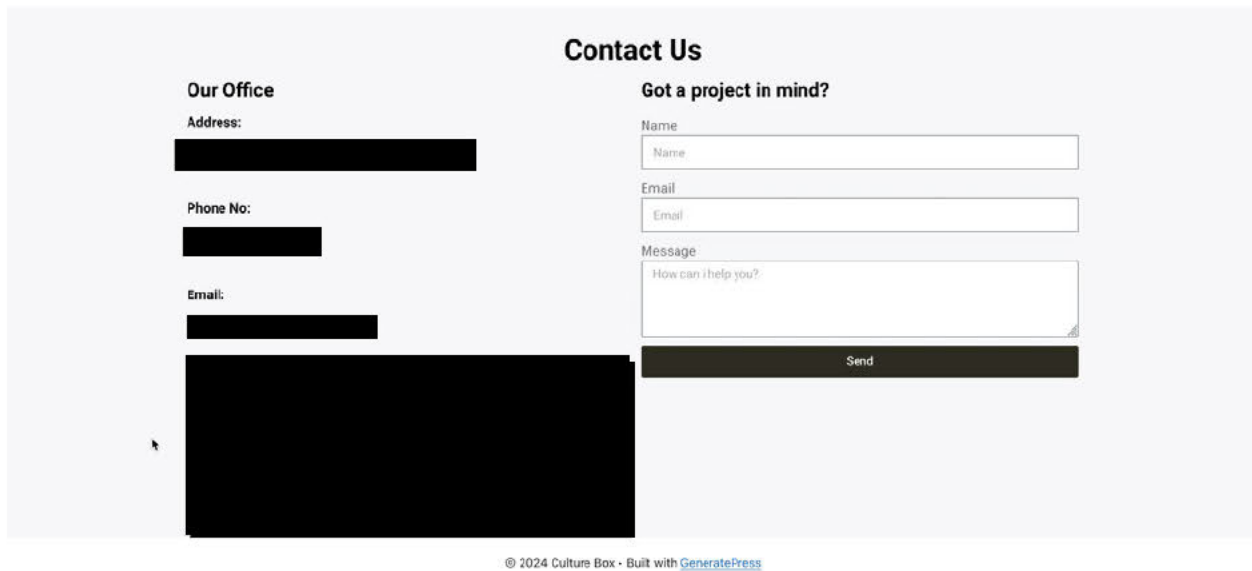 Contact Us
Our Office
Address:
Phone No:
Email:
Got a project in mind?
Name
Name
Email
Email
Message
How can i help you?
Send
© 2024 Culture Box • Built with GeneratePress